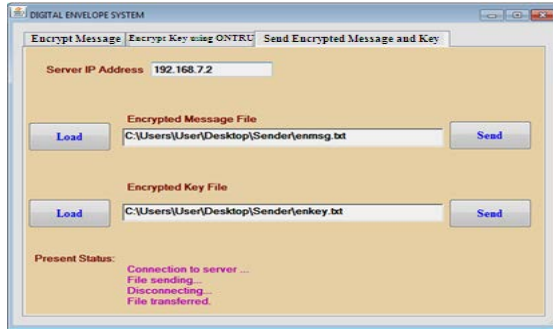 DIGITAL ENVELOPE SYSTEM
Encrypt Message Encrypt Key using ONTRU Send Encrypted Message and Key
Server IP Address 192.168.7.2
Encrypted Message File
Load C:\Users\User\Desktop\Sender\enmsg.txt Send
Encrypted Key File
Load C:\Users\User\Desktop\Sender\enkey.txt Send
Present Status:
Connection to server ...
File sending...
Disconnecting...
File transferred.